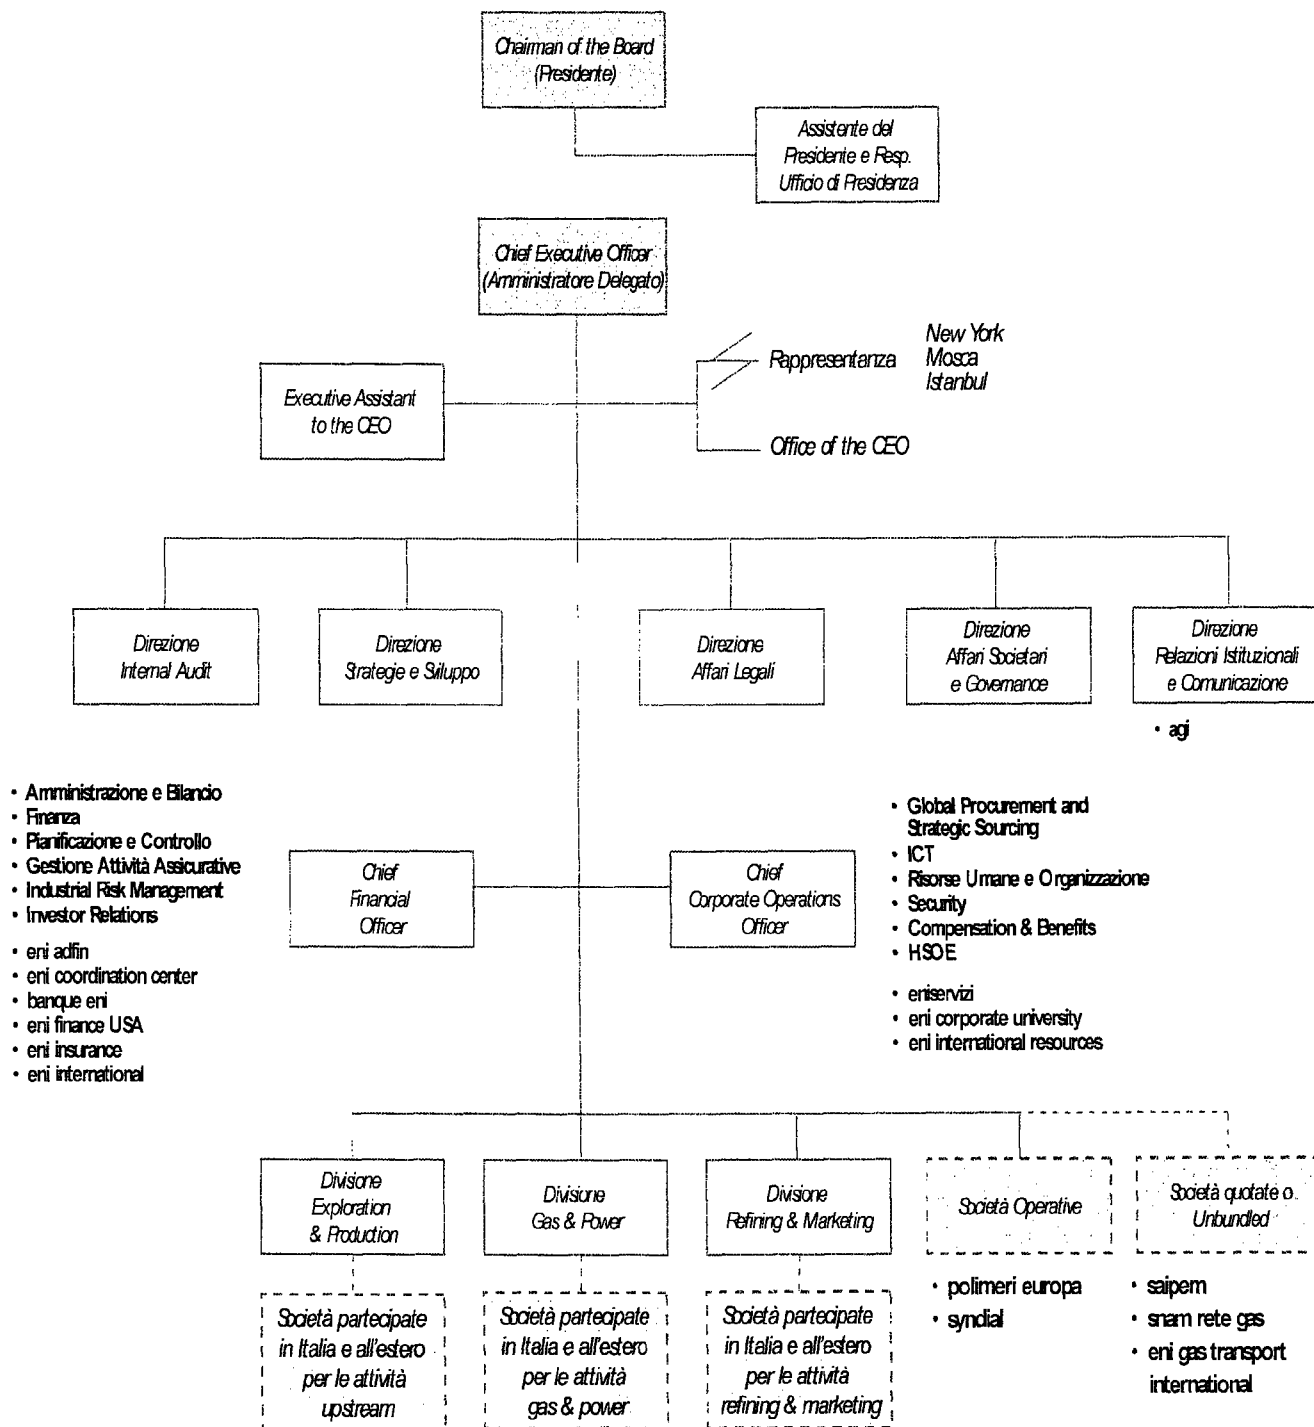 Chairman of the Board
(Presidente)
Assistente del
Presidente e Resp.
Ufficio di Presidenza
Chief Executive Officer
(Amministratore Delegato)
New York
Rappresentanza
Mosca
Istanbul
Executive Assistant
to the CEO
Office of the CEO
Direzione
Internal Audit
Direzione
Strategie e Sviluppo
Direzione
Affari Legali
Direzione
Affari Societari
e Governance
Direzione
Relazioni Istituzionali
e Comunicazione
• agi
• Amministrazione e Bilancio
• Finanza
• Pianificazione e Controllo
• Gestione Attività Assicurative
• Industrial Risk Management
• Investor Relations
• eni adfin
• eni coordination center
• banque eni
• eni finance USA
• eni insurance
• eni international
Chief
Financial
Officer
Chief
Corporate Operations
Officer
• Global Procurement and
Strategic Sourcing
• ICT
• Risorse Umane e Organizzazione
• Security
• Compensation & Benefits
• HSOE
• eniservizi
• eni corporate university
• eni international resources
Divisione
Exploration
& Production
Divisione
Gas & Power
Divisione
Refining & Marketing
Società Operative
Società quotate o
Unbundled
Società partecipate
in Italia e all'estero
per le attività
upstream
Società partecipate
in Italia e all'estero
per le attività
gas & power
Società partecipate
in Italia e all'estero
per le attività
refining & marketing
• polimeri europa
• syndial
• saipem
• snam rete gas
• eni gas transport
international